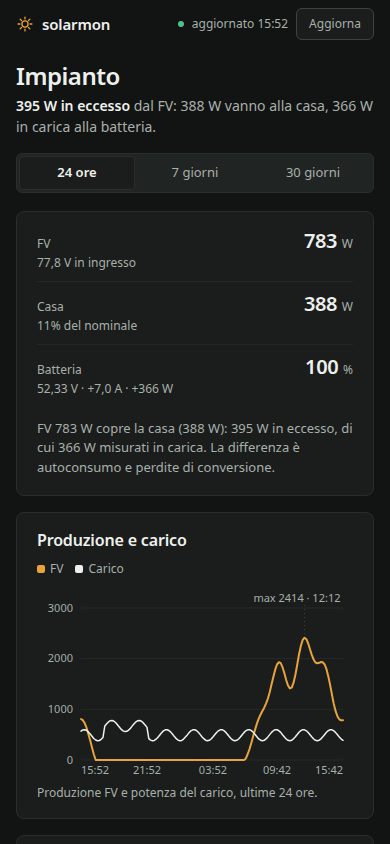 solarmon
aggiornato 15:52
Aggiorna
Impianto
395 W in eccesso dal FV: 388 W vanno alla casa, 366 W
in carica alla batteria.
24 ore
7 giorni
30 giorni
FV
783 W
77,8 V in ingresso
Casa
388 W
11% del nominale
Batteria
100 %
52,33 V · +7,0 A · +366 W
FV 783 W copre la casa (388 W): 395 W in eccesso, di
cui 366 W misurati in carica. La differenza è
autoconsumo e perdite di conversione.
Produzione e carico
FV
Carico
max 2414 · 12:12
3000
2000
1000
0
15:52
21:52
03:52
09:42
15:42
Produzione FV e potenza del carico, ultime 24 ore.